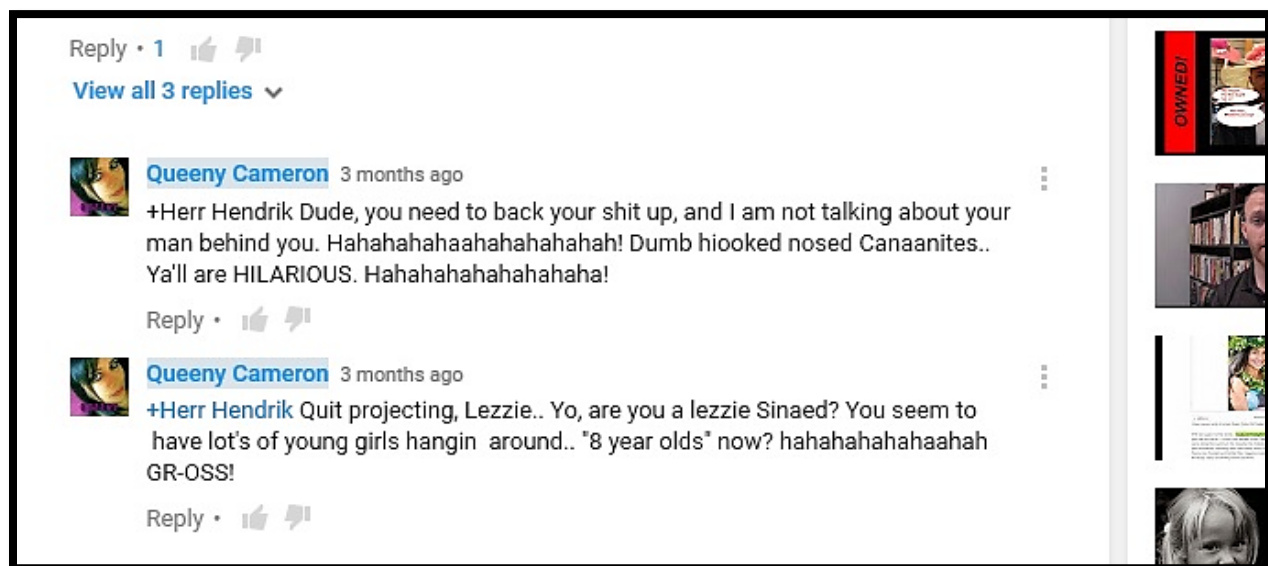 Reply • 1
View all 3 replies
OWNED!
Queeny Cameron 3 months ago
+Herr Hendrik Dude, you need to back your shit up, and I am not talking about your
man behind you. Hahahahahaahahahahahah! Dumb hiooked nosed Canaanites..
Ya'll are HILARIOUS. Hahahahahahahahaha!
Reply •
Queeny Cameron 3 months ago
+Herr Hendrik Quit projecting, Lezzie.. Yo, are you a lezzie Sinaed? You seem to
have lot's of young girls hangin around.. "8 year olds" now? hahahahahahaahah
GR-OSS!
Reply •